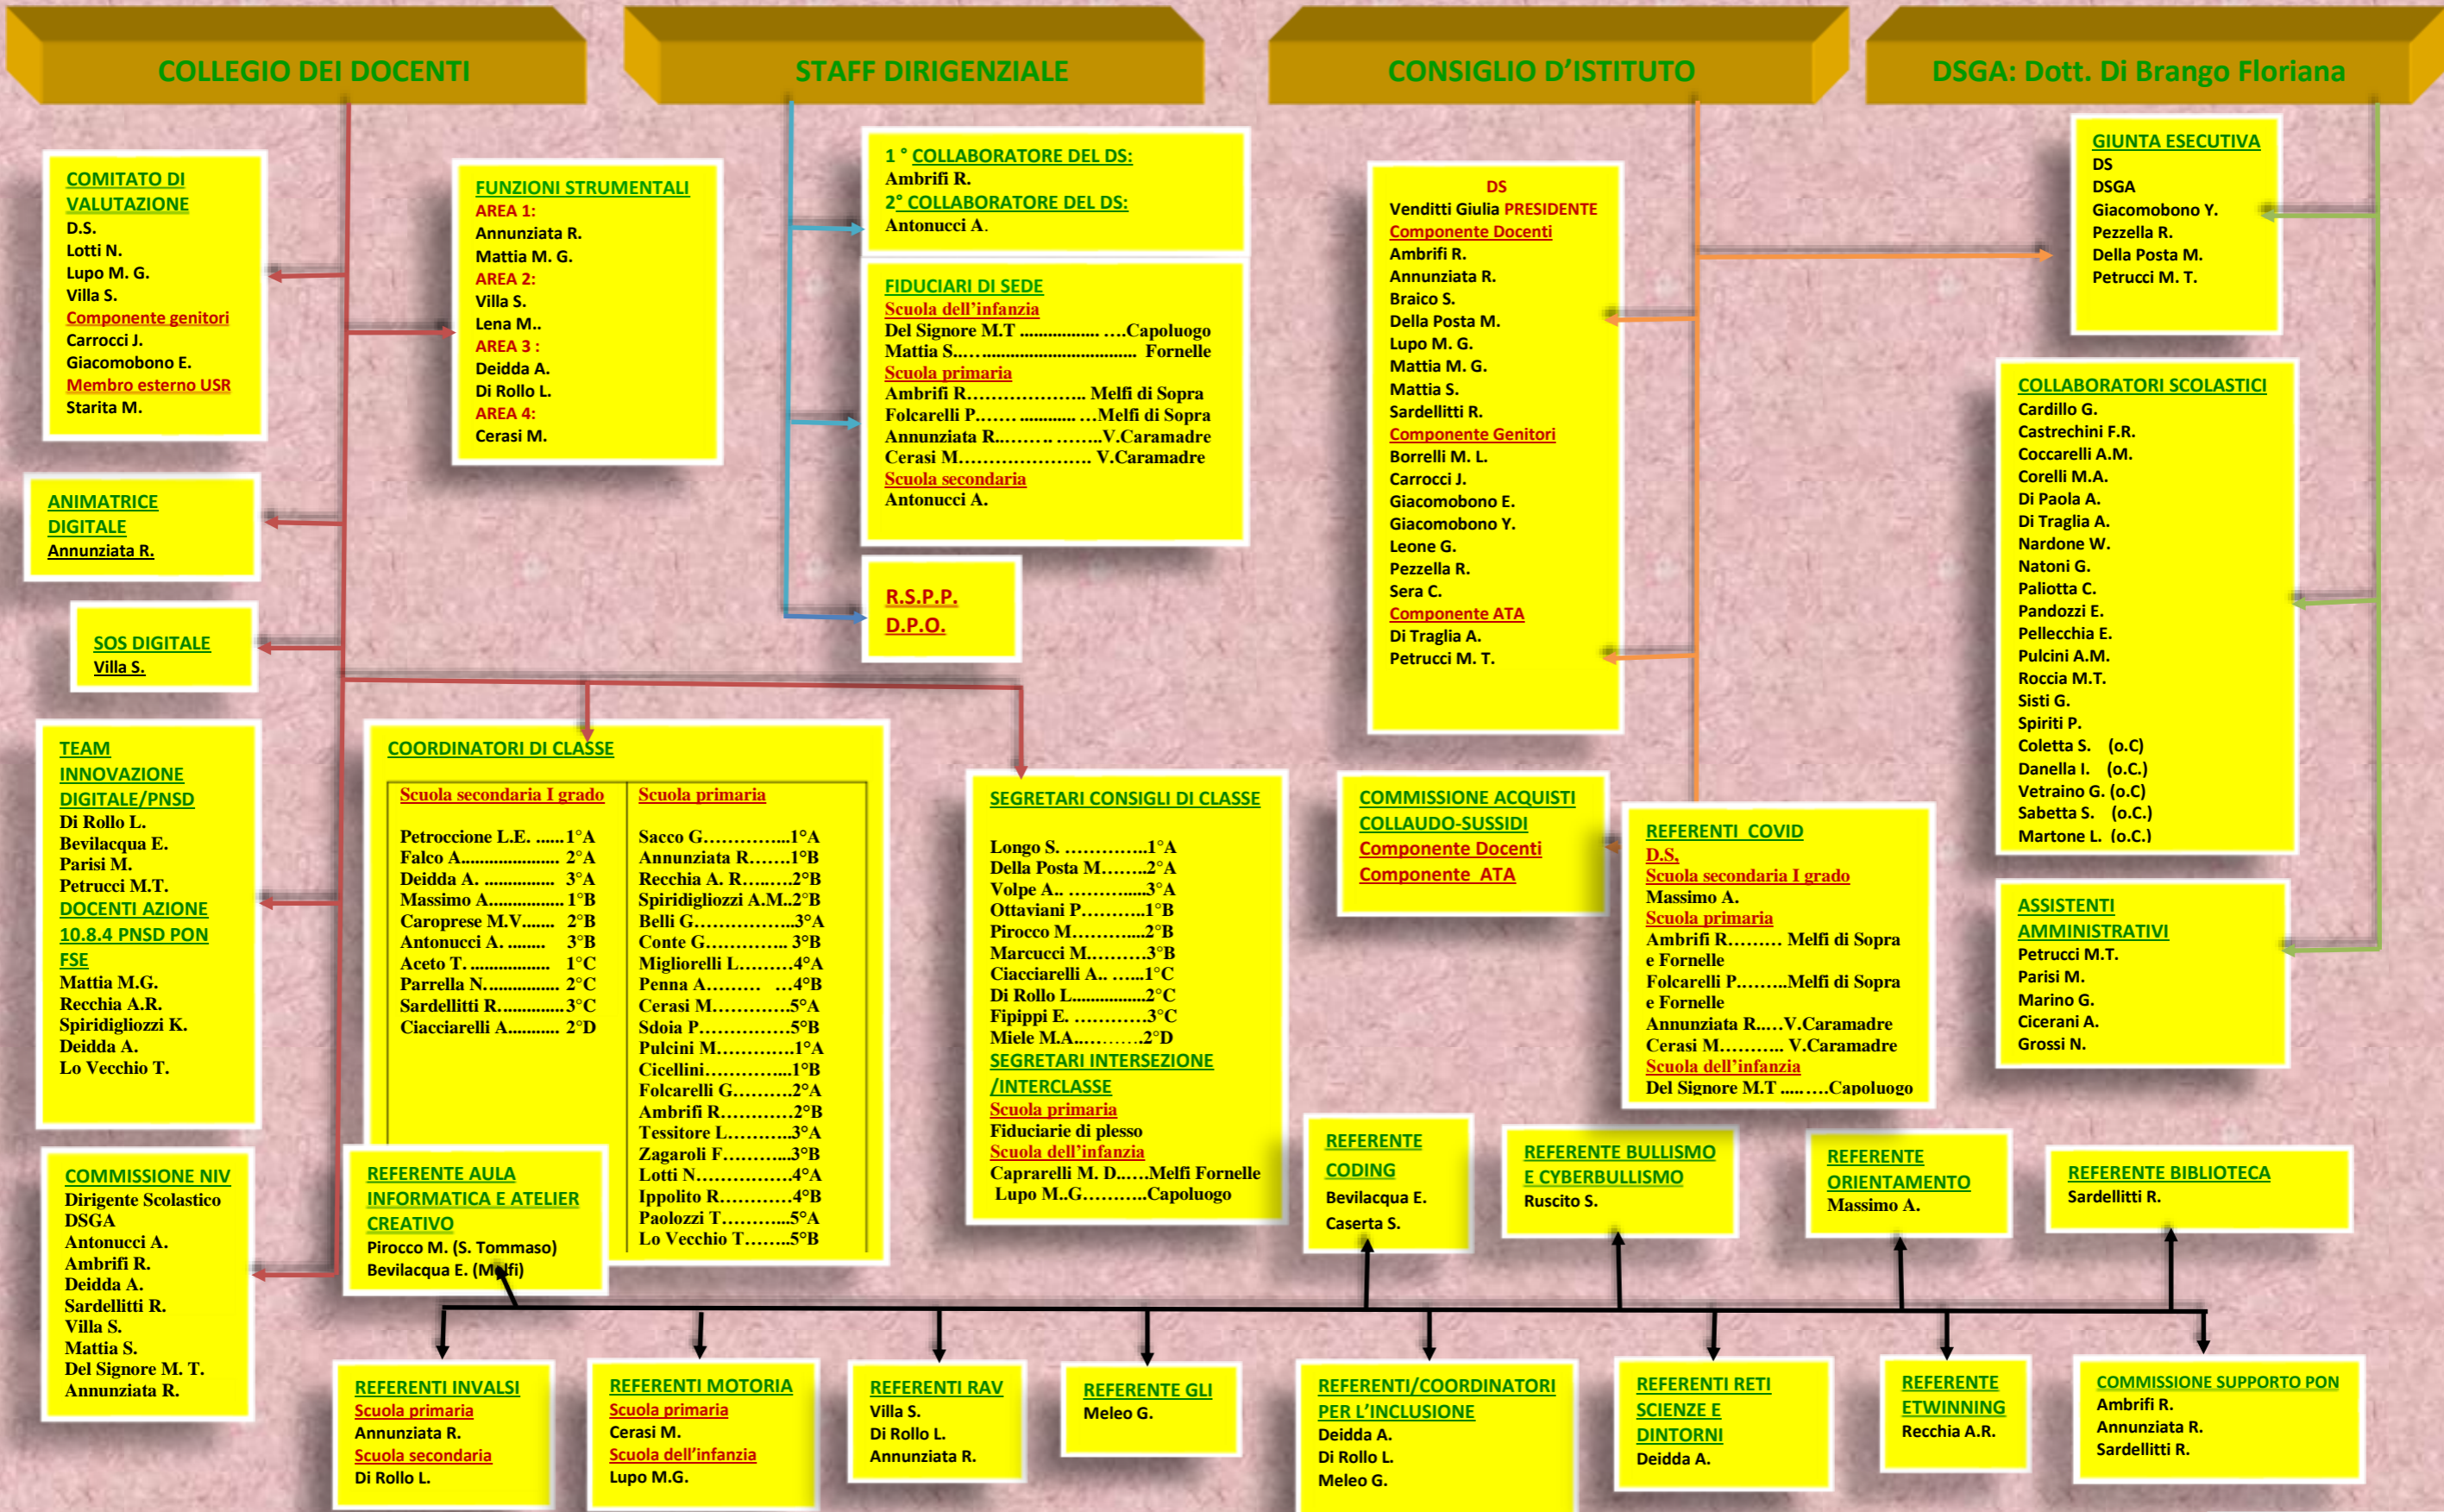 COLLEGIO DEI DOCENTI
STAFF DIRIGENZIALE
CONSIGLIO D'ISTITUTO
DSGA: Dott. Di Brango Floriana
COMITATO DI
VALUTAZIONE
D.S.
Lotti N.
Lupo M. G.
Villa S.
Componente genitori
Carrocci J.
Giacomobono E.
Membro esterno USR
Starita M.
FUNZIONI STRUMENTALI
AREA 1:
Annunziata R.
Mattia M. G.
AREA 2:
Villa S.
Lena M..
AREA 3 :
Deidda A.
Di Rollo L.
AREA 4:
Cerasi M.
1 ° COLLABORATORE DEL DS:
Ambrifi R.
2° COLLABORATORE DEL DS:
Antonucci A.
FIDUCIARI DI SEDE
Scuola dell'infanzia
Del Signore M.T ................. ….Capoluogo
Mattia S..…................................... Fornelle
Scuola primaria
Ambrifi R……………….. Melfi di Sopra
Folcarelli P.…… ............ …Melfi di Sopra
Annunziata R..…….. ……..V.Caramadre
Cerasi M………………….. V.Caramadre
Scuola secondaria
Antonucci A.
R.S.P.P.
D.P.O.
DS
Venditti Giulia PRESIDENTE
Componente Docenti
Ambrifi R.
Annunziata R.
Braico S.
Della Posta M.
Lupo M. G.
Mattia M. G.
Mattia S.
Sardellitti R.
Componente Genitori
Borrelli M. L.
Carrocci J.
Giacomobono E.
Giacomobono Y.
Leone G.
Pezzella R.
Sera C.
Componente ATA
Di Traglia A.
Petrucci M. T.
GIUNTA ESECUTIVA
DS
DSGA
Giacomobono Y.
Pezzella R.
Della Posta M.
Petrucci M. T.
COLLABORATORI SCOLASTICI
Cardillo G.
Castrechini F.R.
Coccarelli A.M.
Corelli M.A.
Di Paola A.
Di Traglia A.
Nardone W.
Natoni G.
Paliotta C.
Pandozzi E.
Pellecchia E.
Pulcini A.M.
Roccia M.T.
Sisti G.
Spiriti P.
Coletta S. (o.C)
Danella I. (o.C.)
Vetraino G. (o.C)
Sabetta S. (o.C.)
Martone L. (o.C.)
ANIMATRICE
DIGITALE
Annunziata R.
SOS DIGITALE
Villa S.
TEAM
INNOVAZIONE
DIGITALE/PNSD
Di Rollo L.
Bevilacqua E.
Parisi M.
Petrucci M.T.
DOCENTI AZIONE
10.8.4 PNSD PON
FSE
Mattia M.G.
Recchia A.R.
Spiridigliozzi K.
Deidda A.
Lo Vecchio T.
COORDINATORI DI CLASSE
Scuola secondaria I grado
Petroccione L.E. ......1°A
Falco A..................... 2°A
Deidda A. ............... 3°A
Massimo A............... 1°B
Caroprese M.V....... 2°B
Antonucci A. ........ 3°B
Aceto T. .................. 1°C
Parrella N................ 2°C
Sardellitti R..............3°C
Ciacciarelli A........... 2°D
Scuola primaria
Sacco G…………...1°A
Annunziata R.……1°B
Recchia A. R….….2°B
Spiridigliozzi A.M..2°B
Belli G……………..3°A
Conte G………….. 3°B
Migliorelli L………4°A
Penna A……… …4°B
Cerasi M………….5°A
Sdoia P……………5°B
Pulcini M………….1°A
Cicellini…………...1°B
Folcarelli G……….2°A
Ambrifi R…………2°B
Tessitore L………..3°A
Zagaroli F………...3°B
Lotti N…………….4°A
Ippolito R…………4°B
Paolozzi T………...5°A
Lo Vecchio T……..5°B
SEGRETARI CONSIGLI DI CLASSE
Longo S. …………..1°A
Della Posta M……..2°A
Volpe A.. ………....3°A
Ottaviani P………..1°B
Pirocco M………....2°B
Marcucci M………..3°B
Ciacciarelli A.. …...1°C
Di Rollo L................2°C
Fipippi E. …………3°C
Miele M.A.………..2°D
SEGRETARI INTERSEZIONE
/INTERCLASSE
Scuola primaria
Fiduciarie di plesso
Scuola dell'infanzia
Caprarelli M. D..….Melfi Fornelle
Lupo M..G……….Capoluogo
COMMISSIONE ACQUISTI
COLLAUDO-SUSSIDI
Componente Docenti
Componente ATA
REFERENTI COVID
D.S.
Scuola secondaria I grado
Massimo A.
Scuola primaria
Ambrifi R……… Melfi di Sopra
e Fornelle
Folcarelli P.……..Melfi di Sopra
e Fornelle
Annunziata R.…V.Caramadre
Cerasi M……….. V.Caramadre
Scuola dell'infanzia
Del Signore M.T .....….Capoluogo
ASSISTENTI
AMMINISTRATIVI
Petrucci M.T.
Parisi M.
Marino G.
Cicerani A.
Grossi N.
COMMISSIONE NIV
Dirigente Scolastico
DSGA
Antonucci A.
Ambrifi R.
Deidda A.
Sardellitti R.
Villa S.
Mattia S.
Del Signore M. T.
Annunziata R.
REFERENTE AULA
INFORMATICA E ATELIER
CREATIVO
Pirocco M. (S. Tommaso)
Bevilacqua E. (Melfi)
REFERENTE
CODING
Bevilacqua E.
Caserta S.
REFERENTE BULLISMO
E CYBERBULLISMO
Ruscito S.
REFERENTE
ORIENTAMENTO
Massimo A.
REFERENTE BIBLIOTECA
Sardellitti R.
REFERENTI INVALSI
Scuola primaria
Annunziata R.
Scuola secondaria
Di Rollo L.
REFERENTI MOTORIA
Scuola primaria
Cerasi M.
Scuola dell'infanzia
Lupo M.G.
REFERENTI RAV
Villa S.
Di Rollo L.
Annunziata R.
REFERENTE GLI
Meleo G.
REFERENTI/COORDINATORI
PER L'INCLUSIONE
Deidda A.
Di Rollo L.
Meleo G.
REFERENTI RETI
SCIENZE E
DINTORNI
Deidda A.
REFERENTE
ETWINNING
Recchia A.R.
COMMISSIONE SUPPORTO PON
Ambrifi R.
Annunziata R.
Sardellitti R.